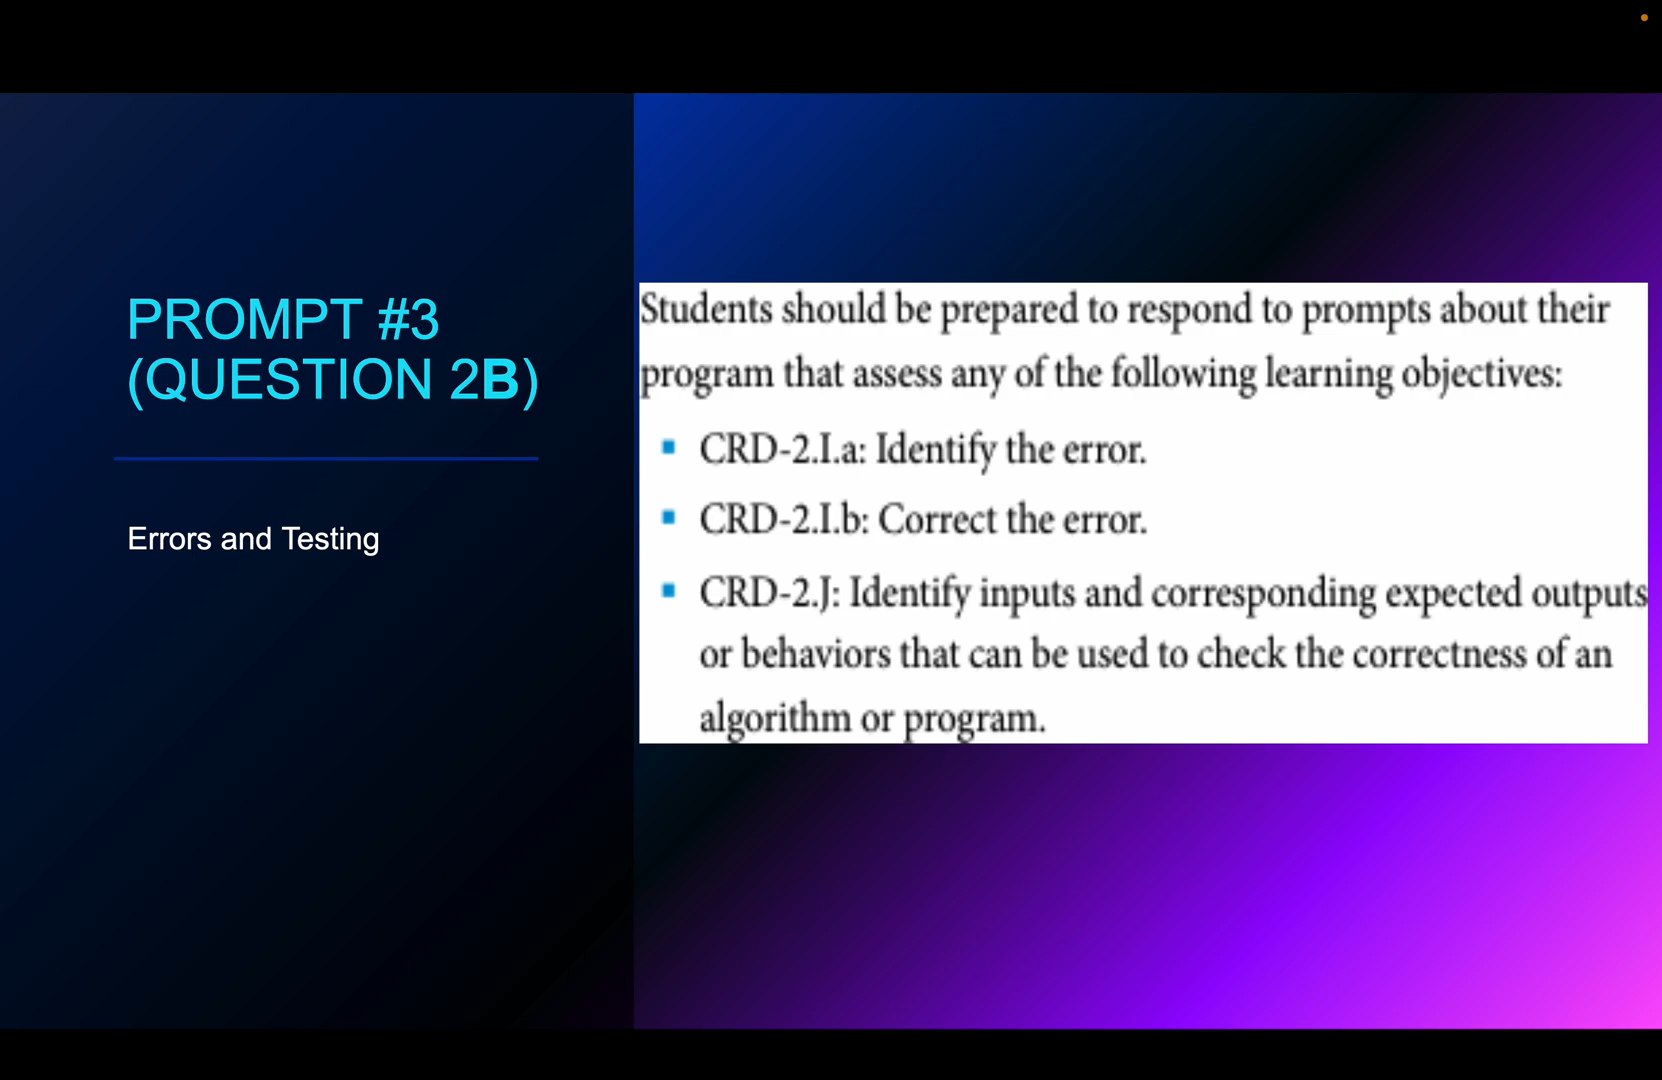 PROMPT #3
(QUESTION 2B)
Errors and Testing
Students should be prepared to respond to prompts about their
program that assess any of the following learning objectives:
▪ CRD-2.I.a: Identify the error.
▪ CRD-2.I.b: Correct the error.
▪ CRD-2.J: Identify inputs and corresponding expected outputs
or behaviors that can be used to check the correctness of an
algorithm or program.